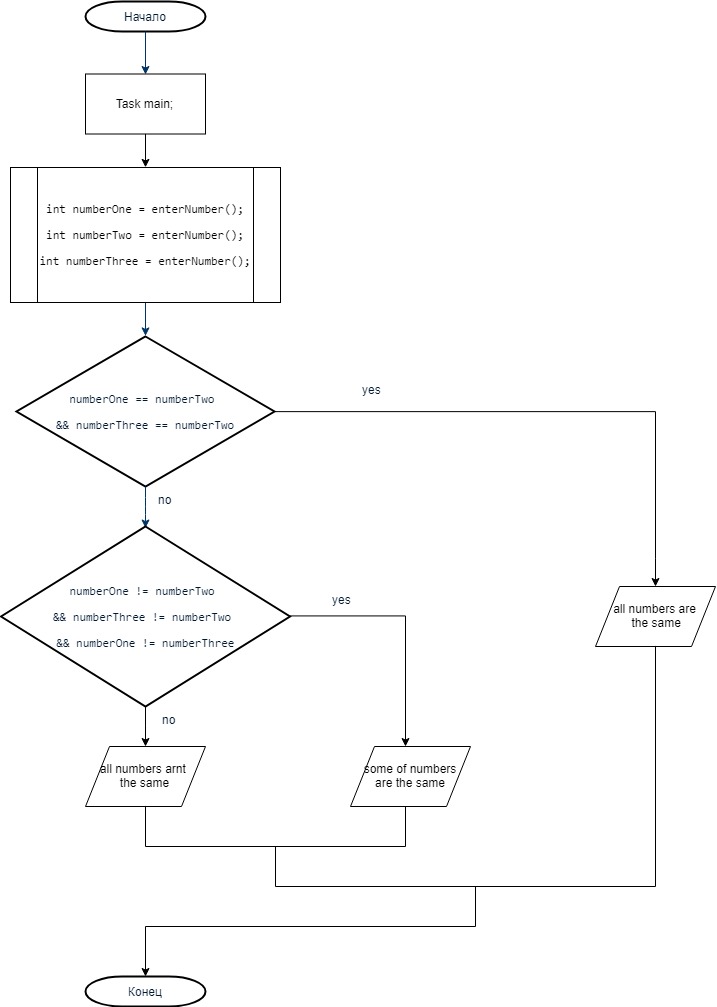 Начало
Task main;
int numberOne = enterNumber();
int numberTwo = enterNumber();
int numberThree = enterNumber();
numberOne == numberTwo
&& numberThree == numberTwo
yes
no
numberOne != numberTwo
&& numberThree != numberTwo
&& numberOne != numberThree
yes
all numbers are
the same
no
all numbers arnt
the same
some of numbers
are the same
Конец